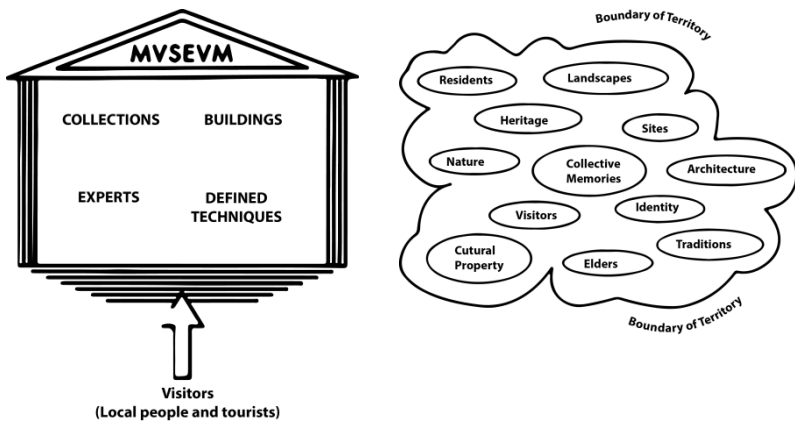 MVSEVM
COLLECTIONS
BUILDINGS
EXPERTS
DEFINED
TECHNIQUES
Visitors
(Local people and tourists)
Boundary of Territory
Residents
Landscapes
Heritage
Sites
Nature
Collective
Memories
Architecture
Visitors
Identity
Traditions
Cutural
Property
Elders
Boundary of Territory